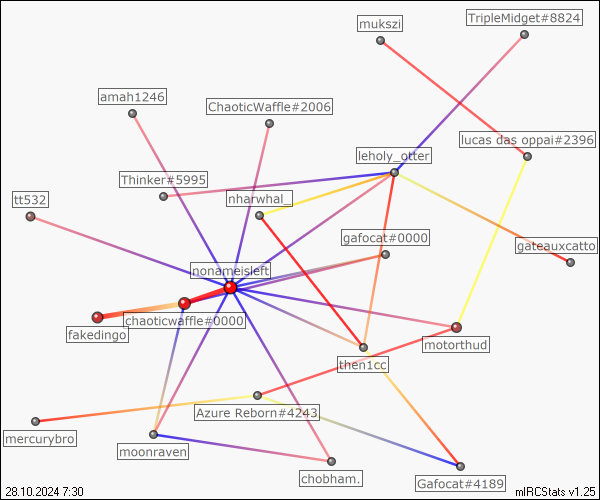 TripleMidget#8824
mukszi
amah1246
ChaoticWaffle#2006
lucas das oppai#2396
leholy_otter
Thinker#5995
tt532
nharwhal_
gafocat#0000
gateauxcatto
nonameisleft
chaoticwaffle#0000
fakedingo
motorthud
then1cc
Azure Reborn#4243
mercurybro
moonraven
chobham.
Gafocat#4189
28.10.2024 7:30
mIRCStats v1.25